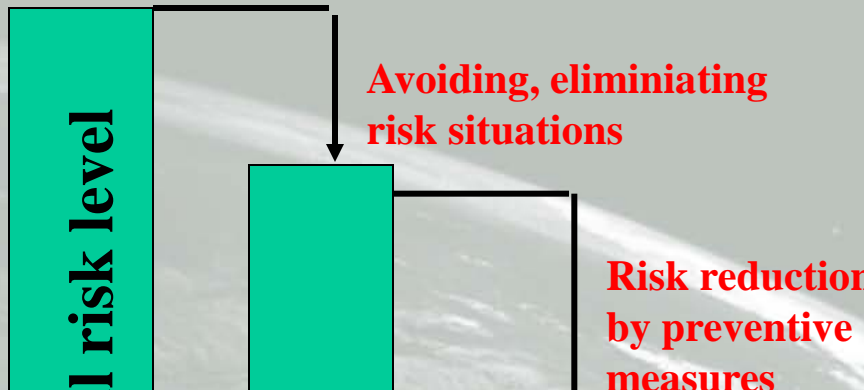 Avoiding, eliminiating
risk situations
l risk level
Risk reduction
by preventive
measures